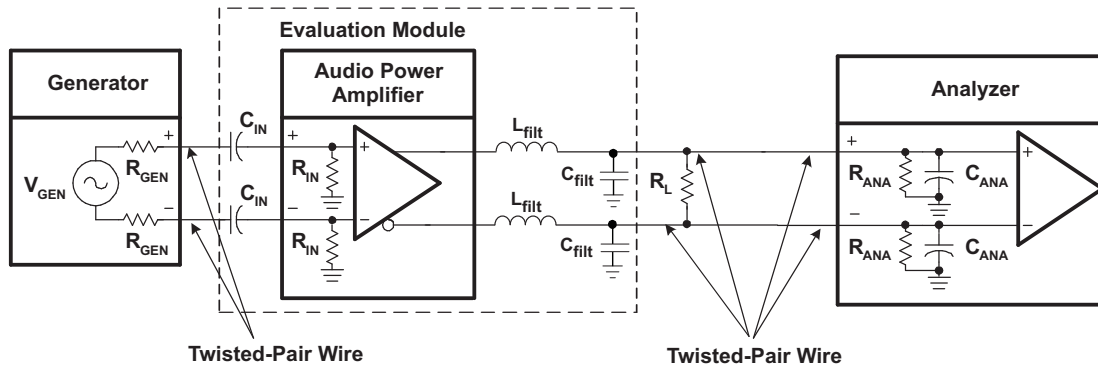 Evaluation Module
Generator
Audio Power
Amplifier
Analyzer
C_IN
L_filt
+
R_GEN
V_GEN
+
R_IN
+
C_filt
R_L
+
R_ANA
C_ANA
+
−
R_GEN
C_IN
−
R_IN
−
L_filt
C_filt
−
R_ANA
C_ANA
−
Twisted-Pair Wire
Twisted-Pair Wire